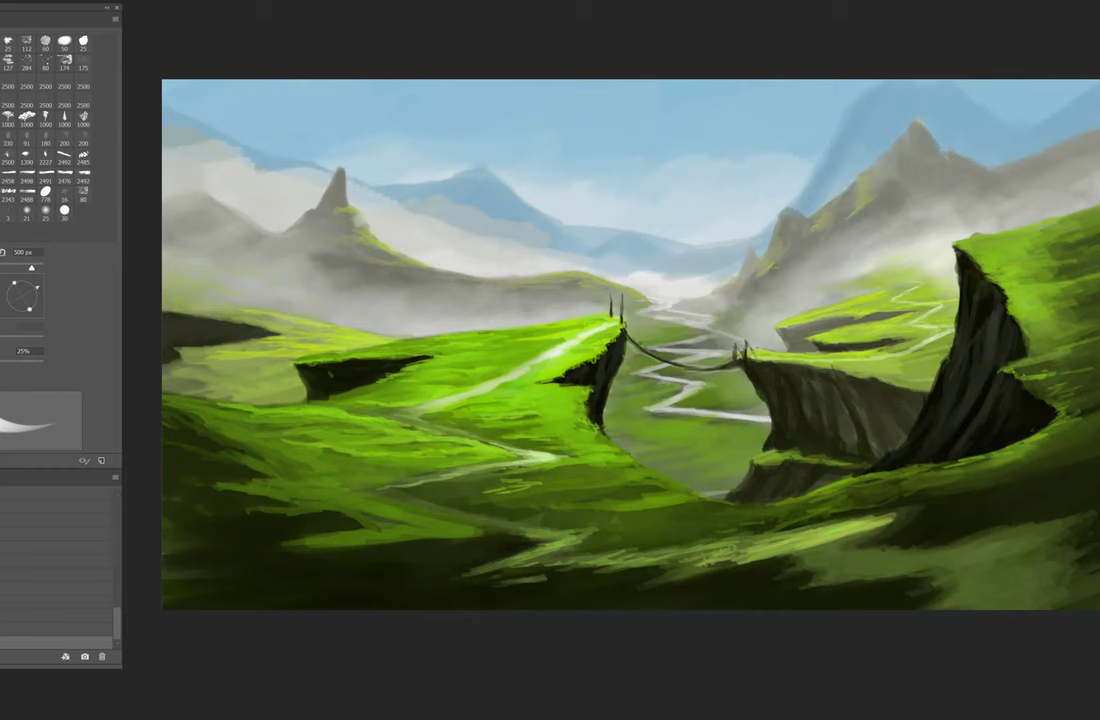 25 112 60 50 25
127 284 80 174 175
2500 2500 2500 2500 2500
2500 2500 2500 2500 2500
1000 1000 1000 1000 1000
330 91 180 200 200
2500 1390 2227 2492 2485
2458 2498 2491 2476 2492
2343 2488 778 16 80
3 21 25 30
500 px
25%